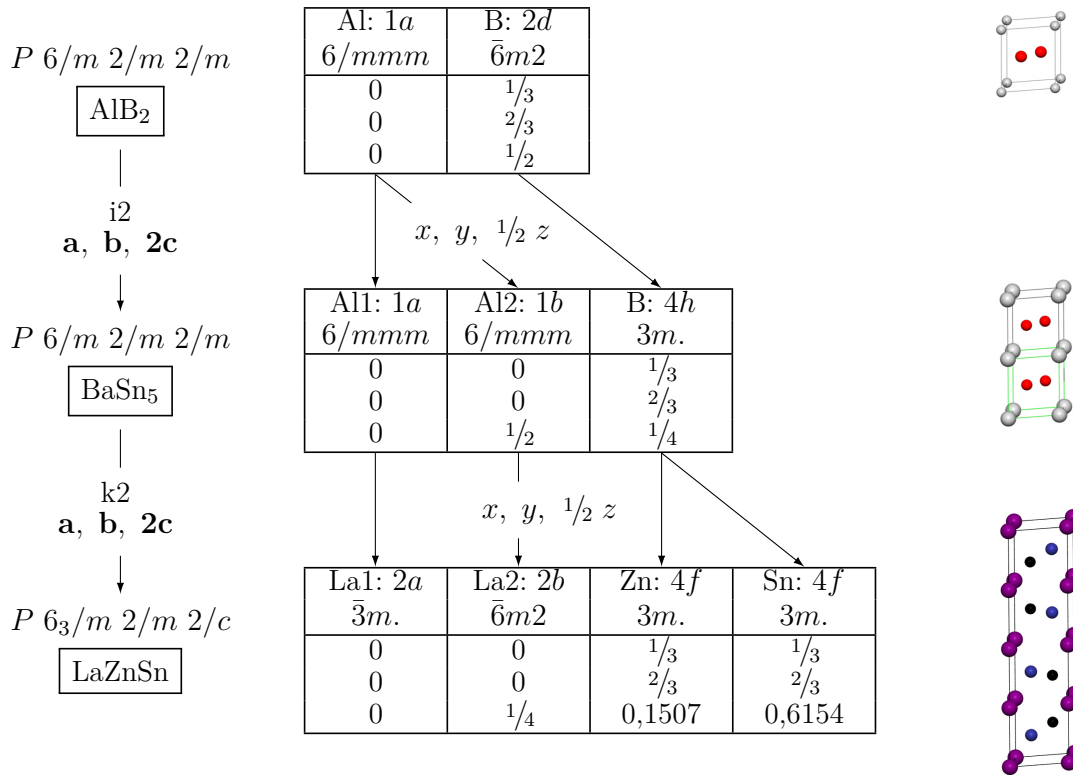 Al: 1a B: 2d
P 6/m 2/m 2/m 6/mmm 6̄m2
AlB₂ 0 1/3
0 2/3
0 1/2
i2
a, b, 2c
x, y, 1/2 z
Al1: 1a Al2: 1b B: 4h
P 6/m 2/m 2/m 6/mmm 6/mmm 3m.
BaSn₅ 0 0 1/3
0 0 2/3
0 1/2 1/4
k2
a, b, 2c
x, y, 1/2 z
La1: 2a La2: 2b Zn: 4f Sn: 4f
P 6₃/m 2/m 2/c 3̄m. 6̄m2 3m. 3m.
LaZnSn 0 0 1/3 1/3
0 0 2/3 2/3
0 1/4 0,1507 0,6154